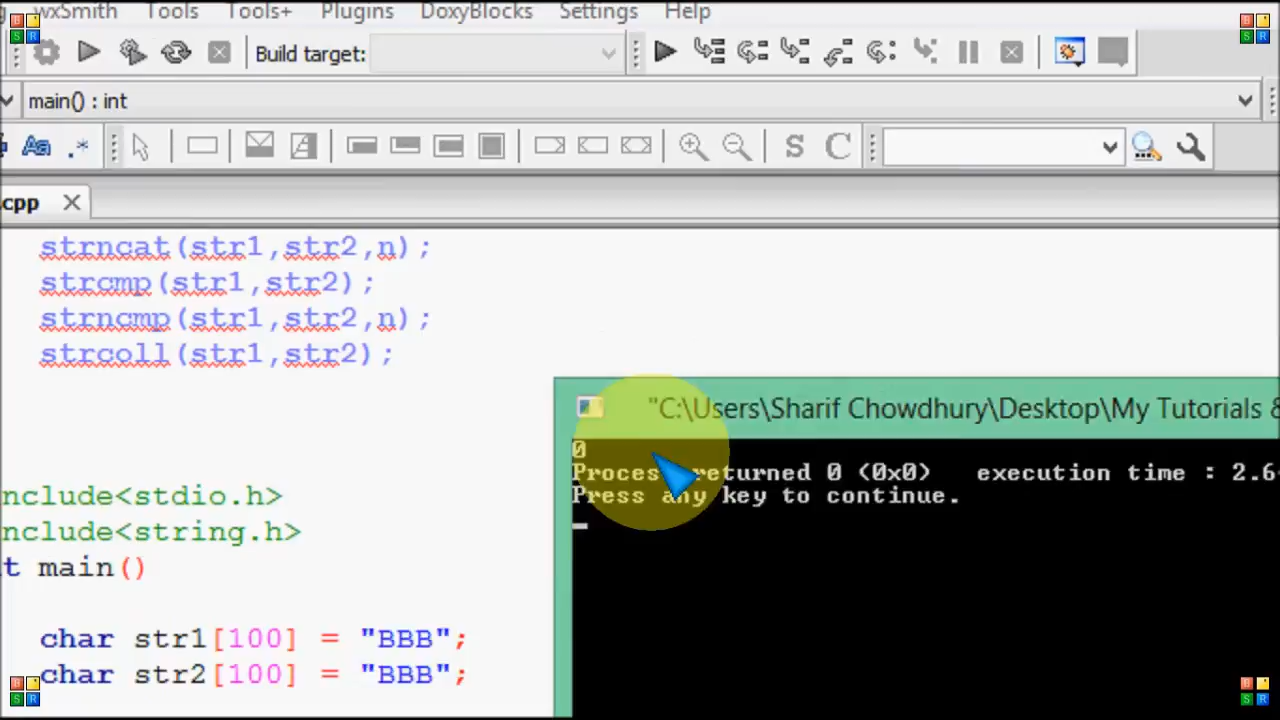 wxSmith Tools Tools+ Plugins DoxyBlocks Settings Help
Build target:
main() : int
Aa .* S C
.cpp
strncat(str1,str2,n);
strcmp(str1,str2);
strncmp(str1,str2,n);
strcoll(str1,str2);
"C:\Users\Sharif Chowdhury\Desktop\My Tutorials &
0
Process returned 0 (0x0) execution time : 2.6
Press any key to continue.
nclude<stdio.h>
nclude<string.h>
t main()
char str1[100] = "BBB";
char str2[100] = "BBB";
B S R
B S R
B S R
B S R